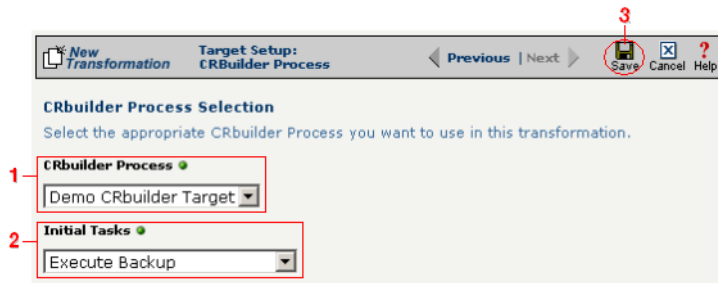 3
New Transformation
Target Setup:
CRBuilder Process
Previous | Next
Save
Cancel
Help
CRbuilder Process Selection
Select the appropriate CRbuilder Process you want to use in this transformation.
1
CRbuilder Process
Demo CRbuilder Target
2
Initial Tasks
Execute Backup